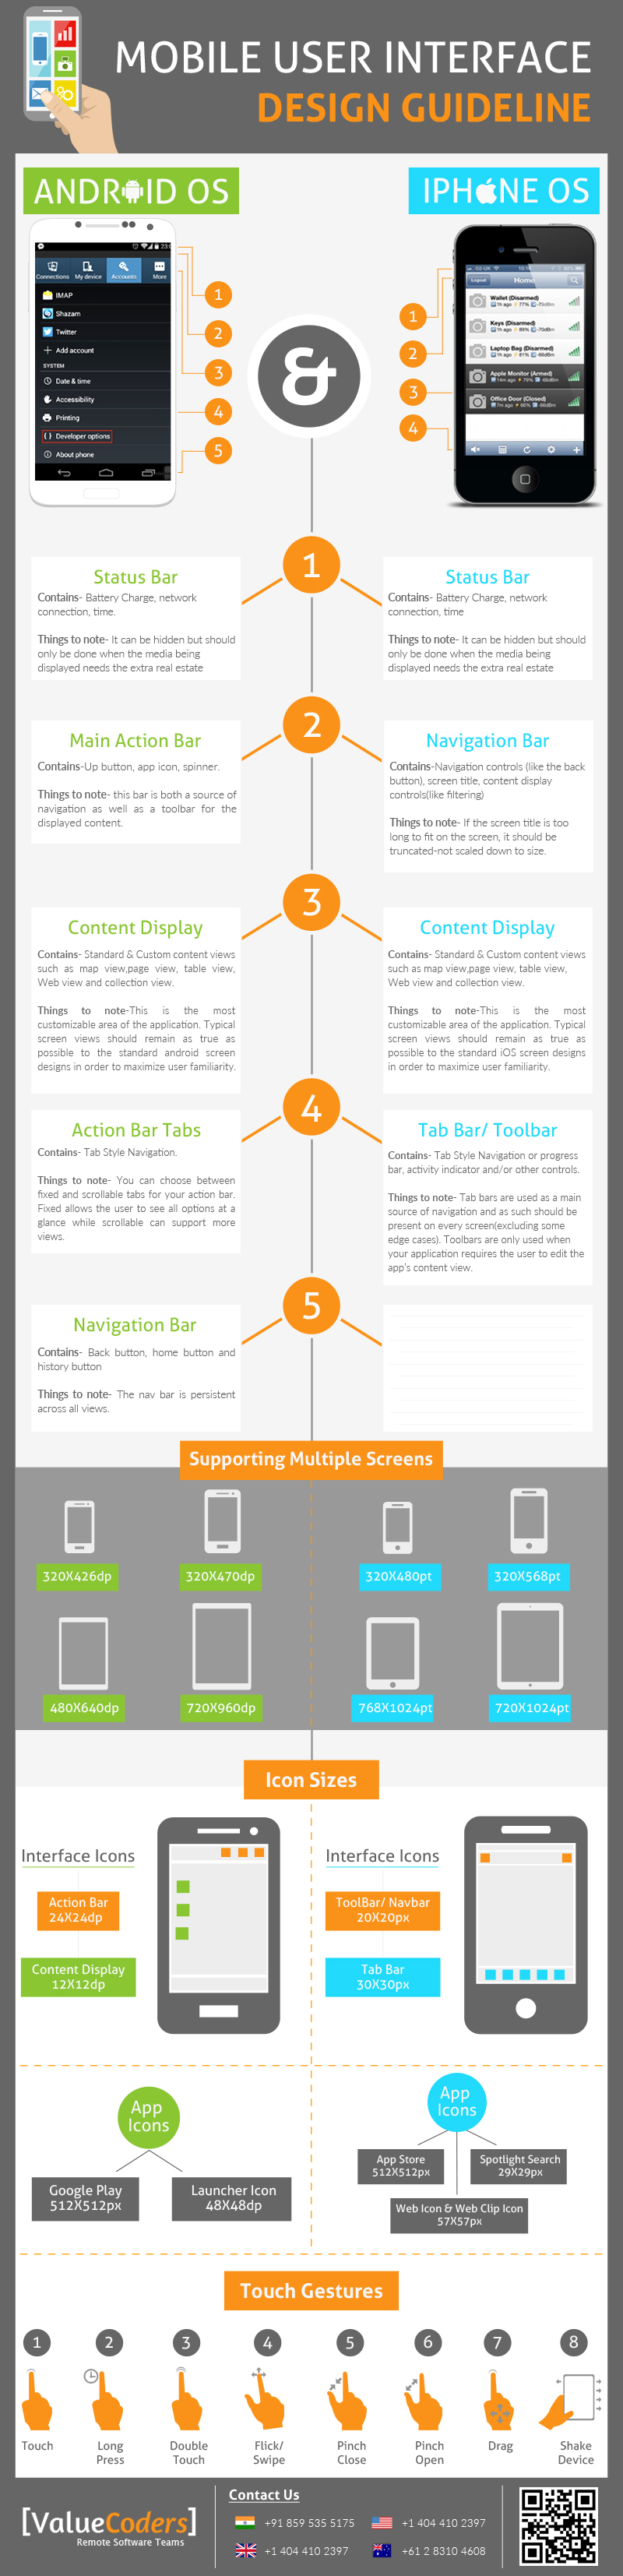 MOBILE USER INTERFACE
DESIGN GUIDELINE
ANDROID OS
IPHONE OS
Connections My device Accounts More
IMAP
Shazam
Twitter
+ Add account
SYSTEM
Date & time
Accessibility
Printing
{ } Developer options
About phone
1
2
3
4
5
&
Logout Home
Wallet (Disarmed)
Keys (Disarmed)
Laptop Bag (Disarmed)
Apple Monitor (Armed)
Office Door (Closed)
1
2
3
4
1
Status Bar
Contains- Battery Charge, network
connection, time.
Things to note- It can be hidden but should
only be done when the media being
displayed needs the extra real estate
Status Bar
Contains- Battery Charge, network
connection, time
Things to note- It can be hidden but should
only be done when the media being
displayed needs the extra real estate
2
Main Action Bar
Contains-Up button, app icon, spinner.
Things to note- this bar is both a source of
navigation as well as a toolbar for the
displayed content.
Navigation Bar
Contains-Navigation controls (like the back
button), screen title, content display
controls(like filtering)
Things to note- If the screen title is too
long to fit on the screen, it should be
truncated-not scaled down to size.
3
Content Display
Contains- Standard & Custom content views
such as map view,page view, table view,
Web view and collection view.
Things to note-This is the most
customizable area of the application. Typical
screen views should remain as true as
possible to the standard android screen
designs in order to maximize user familiarity.
Content Display
Contains- Standard & Custom content views
such as map view,page view, table view,
Web view and collection view.
Things to note-This is the most
customizable area of the application. Typical
screen views should remain as true as
possible to the standard iOS screen designs
in order to maximize user familiarity.
4
Action Bar Tabs
Contains- Tab Style Navigation.
Things to note- You can choose between
fixed and scrollable tabs for your action bar.
Fixed allows the user to see all options at a
glance while scrollable can support more
views.
Tab Bar/ Toolbar
Contains- Tab Style Navigation or progress
bar, activity indicator and/or other controls.
Things to note- Tab bars are used as a main
source of navigation and as such should be
present on every screen(excluding some
edge cases). Toolbars are only used when
your application requires the user to edit the
app's content view.
5
Navigation Bar
Contains- Back button, home button and
history button
Things to note- The nav bar is persistent
across all views.
Supporting Multiple Screens
320X426dp
320X470dp
320X480pt
320X568pt
480X640dp
720X960dp
768X1024pt
720X1024pt
Icon Sizes
Interface Icons
Action Bar
24X24dp
Content Display
12X12dp
Interface Icons
ToolBar/ Navbar
20X20px
Tab Bar
30X30px
App
Icons
Google Play
512X512px
Launcher Icon
48X48dp
App
Icons
App Store
512X512px
Spotlight Search
29X29px
Web Icon & Web Clip Icon
57X57px
Touch Gestures
1
2
3
4
5
6
7
8
Touch
Long
Press
Double
Touch
Flick/
Swipe
Pinch
Close
Pinch
Open
Drag
Shake
Device
[ValueCoders]
Remote Software Teams
Contact Us
+91 859 535 5175
+1 404 410 2397
+1 404 410 2397
+61 2 8310 4608